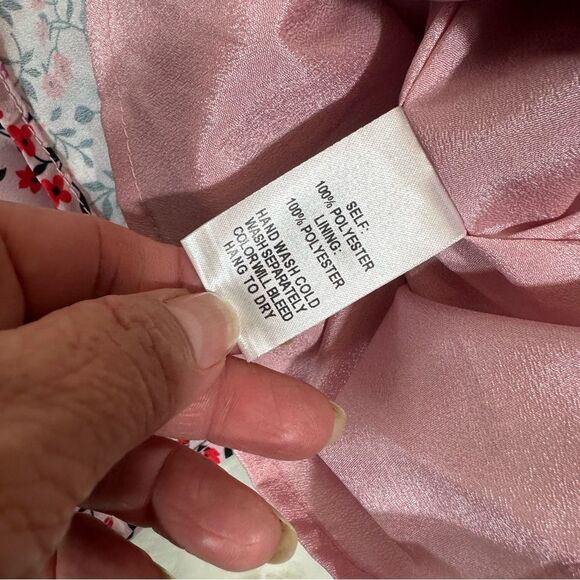 SELF:
100% POLYESTER
LINING:
100% POLYESTER
HAND WASH COLD
WASH SEPARATELY
COLOR WILL BLEED
HANG TO DRY